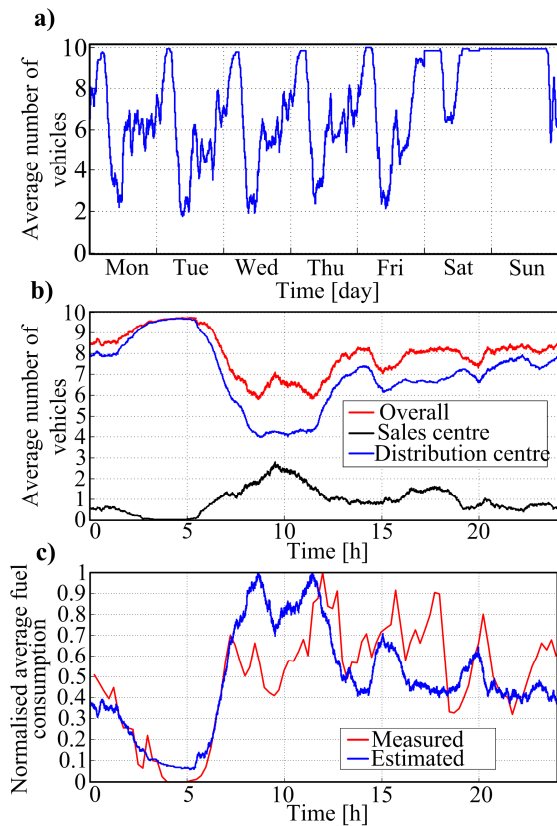 a)
Average number of
vehicles
10
8
6
4
2
0
Mon Tue Wed Thu Fri Sat Sun
Time [day]
b)
Average number of
vehicles
10
9
8
7
6
5
4
3
2
1
0
Overall
Sales centre
Distribution centre
0 5 10 15 20
Time [h]
c)
Normalised average fuel
consumption
1
0.9
0.8
0.7
0.6
0.5
0.4
0.3
0.2
0.1
0
Measured
Estimated
0 5 10 15 20
Time [h]